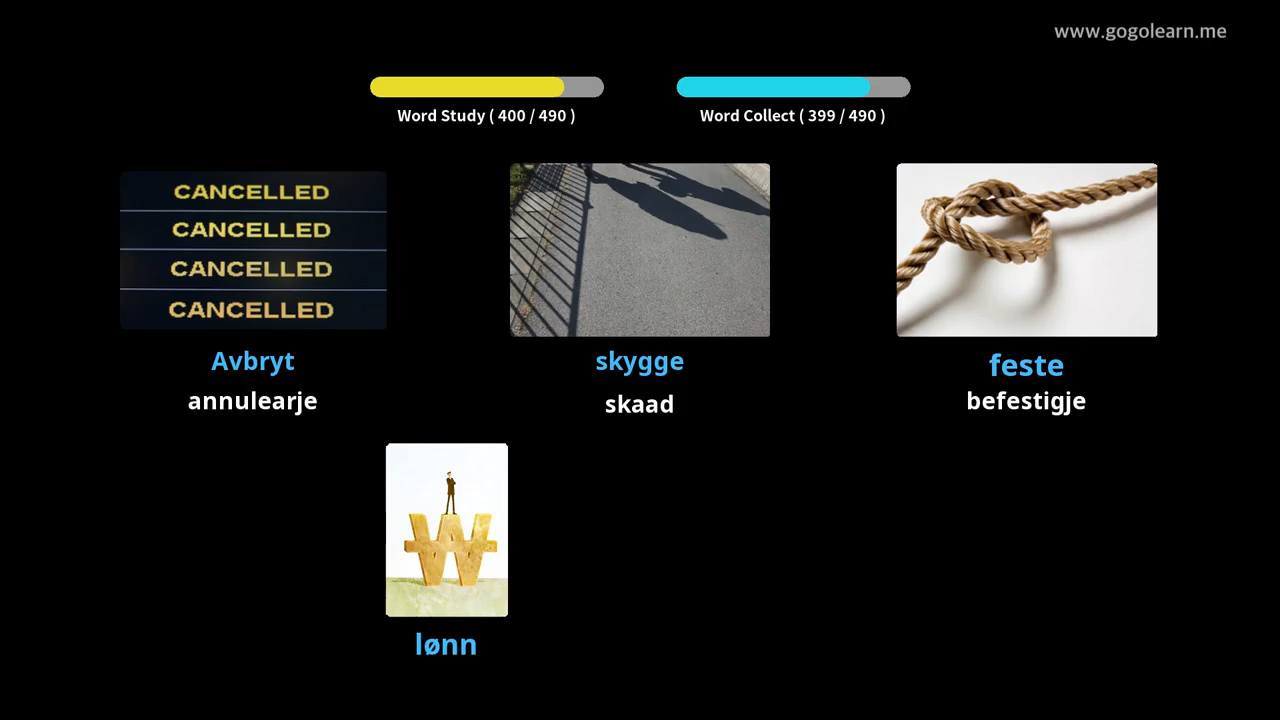 www.gogolearn.me
Word Study ( 400 / 490 )
Word Collect ( 399 / 490 )
CANCELLED
CANCELLED
CANCELLED
CANCELLED
Avbryt
annulearje
skygge
skaad
feste
befestigje
lønn